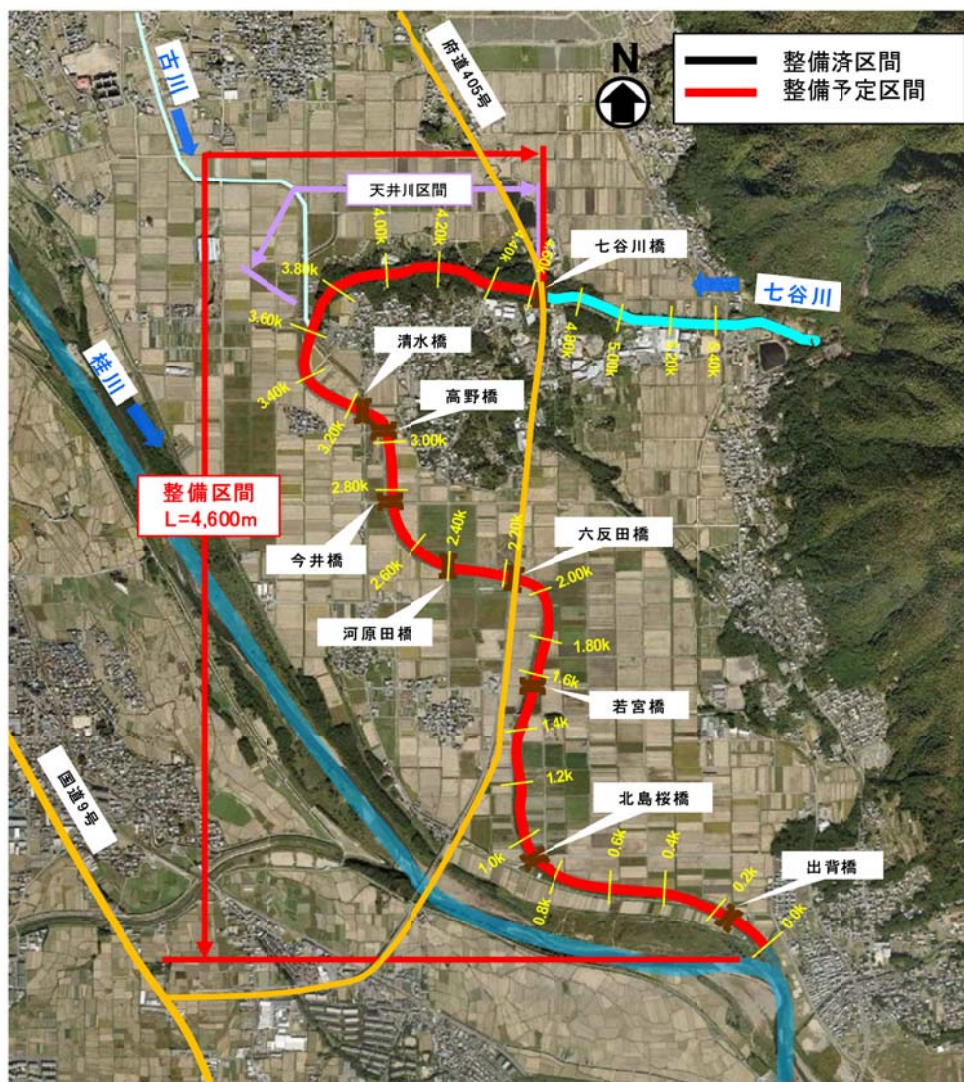 整備済区間
整備予定区間
N
府道405号
古川
天井川区間
4.00k
4.20k
4.40k
4.60k
七谷川橋
3.80k
七谷川
4.80k
5.00k
5.20k
5.40k
3.60k
清水橋
桂川
高野橋
3.40k
3.20k
3.00k
整備区間
L=4,600m
2.80k
今井橋
2.60k
2.40k
2.20k
六反田橋
2.00k
河原田橋
1.80k
1.6k
若宮橋
1.4k
国道9号
1.2k
北島桜橋
1.0k
0.8k
0.6k
0.4k
0.2k
出背橋
0.0k